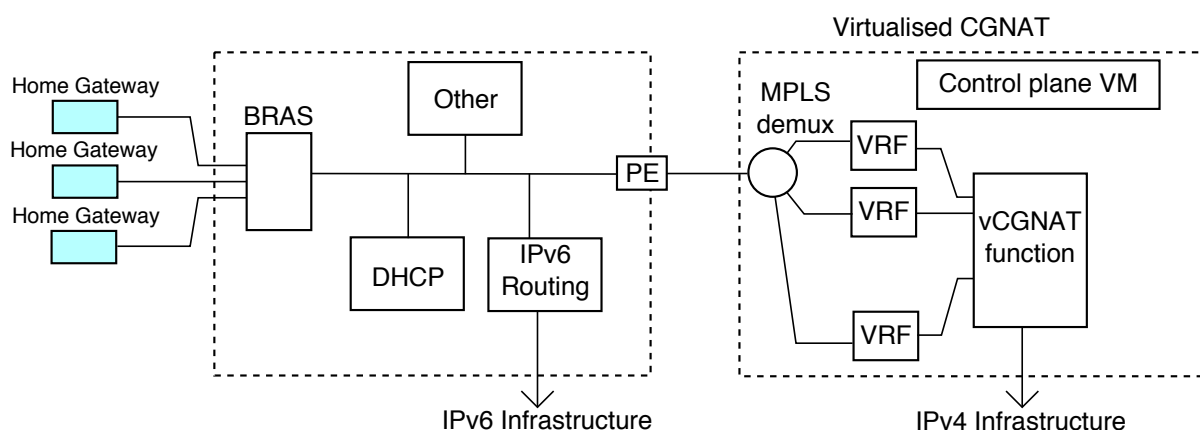 Virtualised CGNAT
Home Gateway
Home Gateway
Home Gateway
BRAS
Other
DHCP
IPv6
Routing
PE
IPv6 Infrastructure
MPLS
demux
Control plane VM
VRF
VRF
VRF
vCGNAT
function
IPv4 Infrastructure